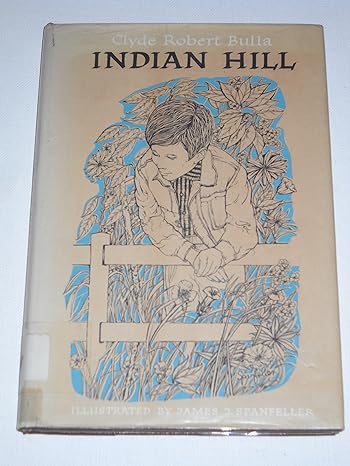 Clyde Robert Bulla
INDIAN HILL
ILLUSTRATED BY JAMES J. SPANFELLER